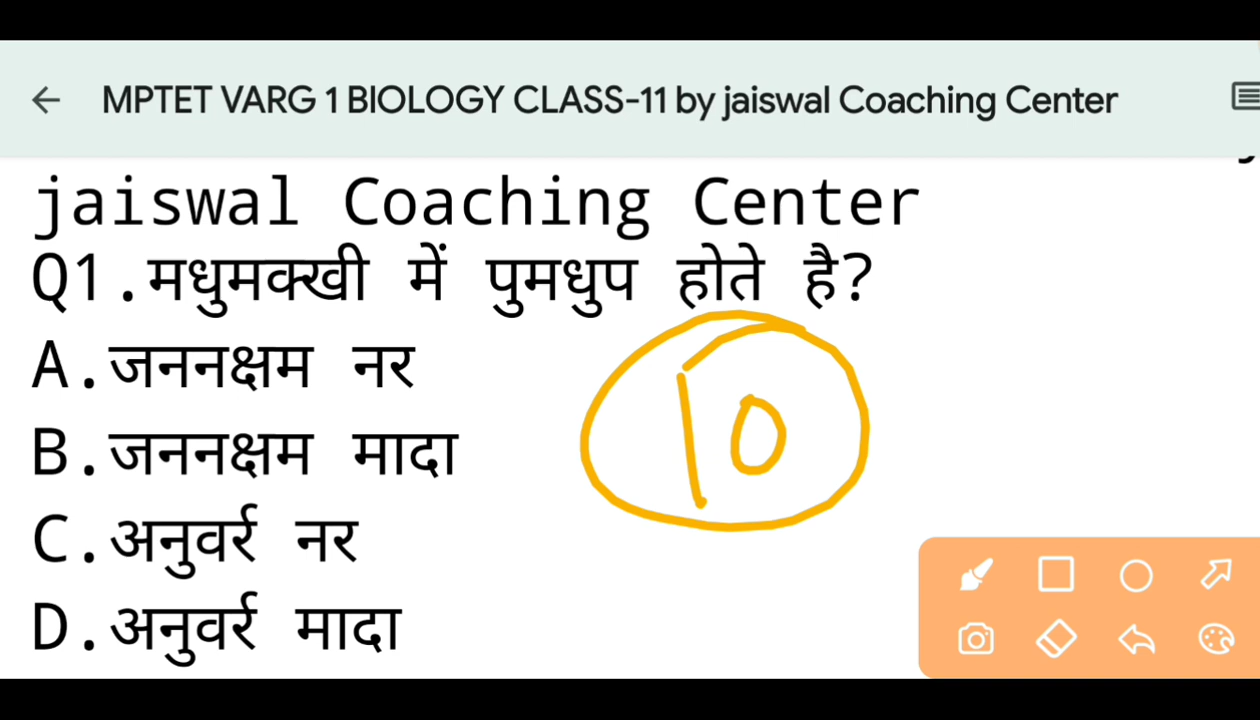 MPTET VARG 1 BIOLOGY CLASS-11 by jaiswal Coaching Center
jaiswal Coaching Center
Q1.मधुमक्खी में पुमधुप होते है?
A.जननक्षम नर
10
B.जननक्षम मादा
C.अनुवर्र नर
D.अनुवर्र मादा